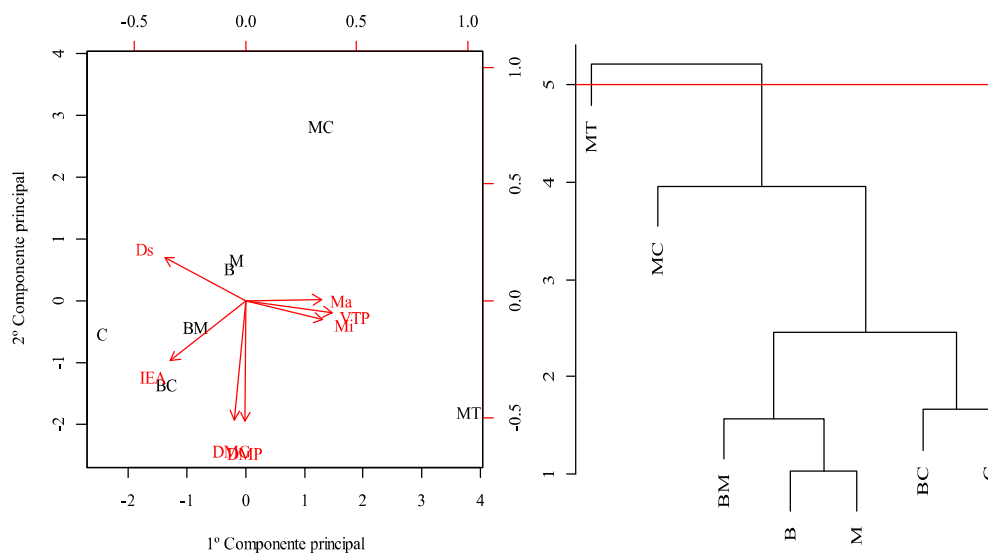 -0.5 0.0 0.5 1.0
4
3
2
1
0
-1
-2
1.0
0.5
0.0
-0.5
2º Componente principal
MC
Ds
M
B
Ma
VTP
Mi
C
BM
IEA
BC
MT
DMG
DMP
-2 -1 0 1 2 3 4
1º Componente principal
5
4
3
2
1
MT
MC
BM
B
M
BC